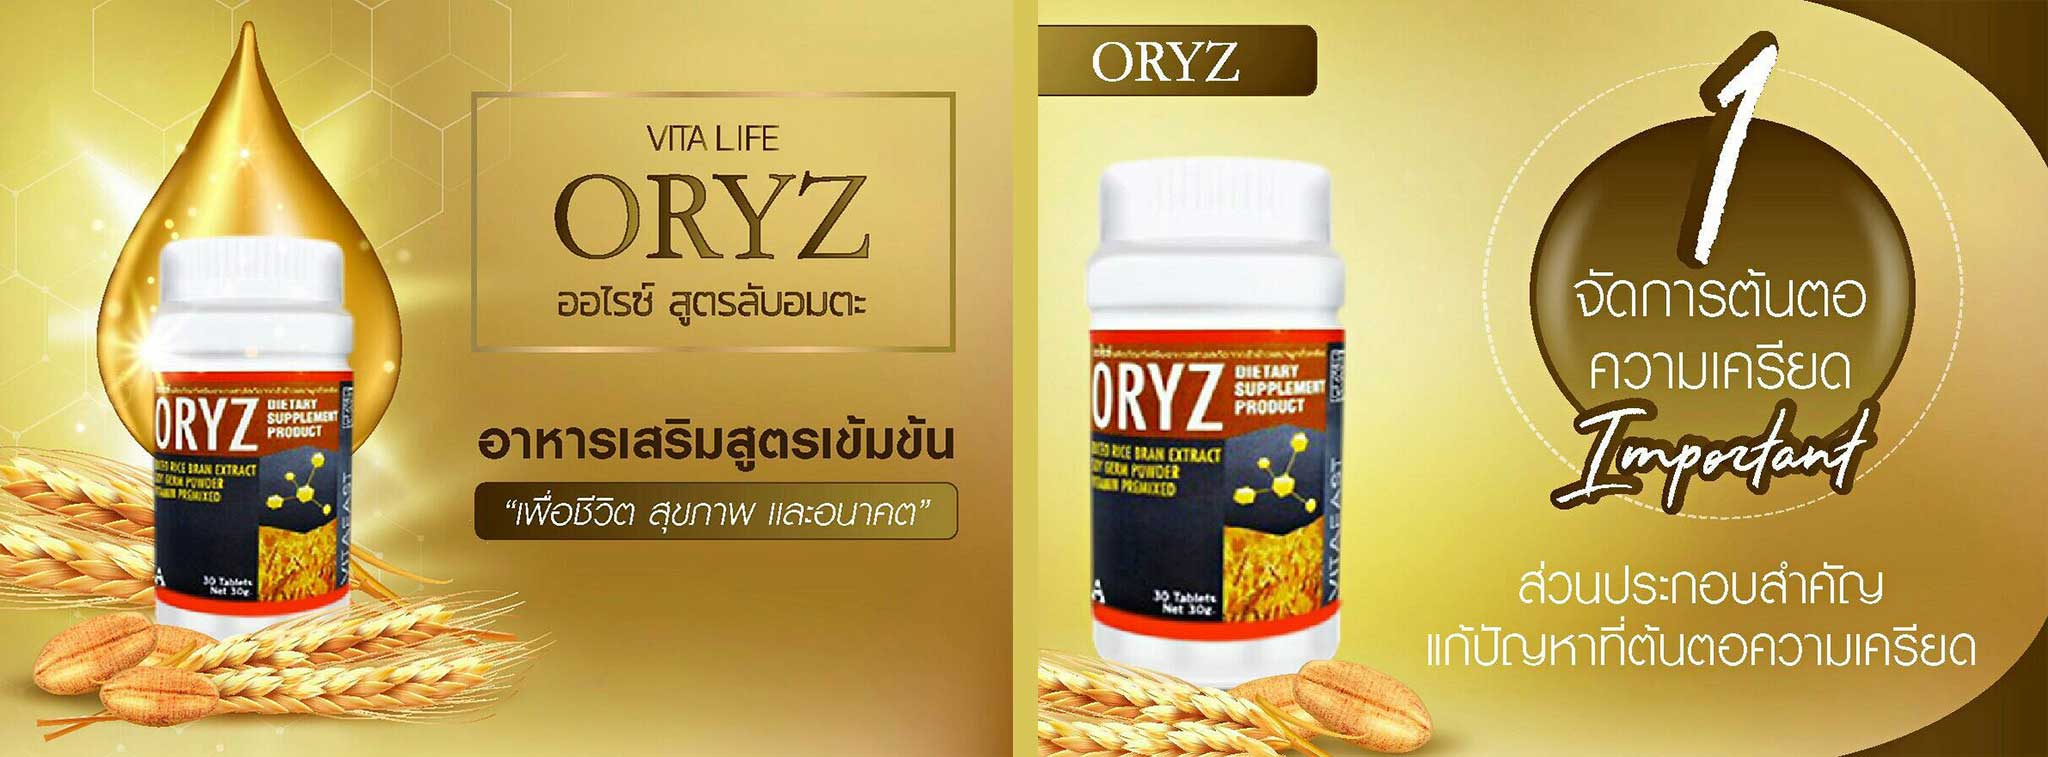 VITA LIFE
ORYZ
ออไรซ์ สูตรลับอมตะ
อาหารเสริมสูตรเข้มข้น
“เพื่อชีวิต สุขภาพ และอนาคต”
ORYZ
DIETARY
SUPPLEMENT
PRODUCT
RICE BRAN EXTRACT
GERM POWDER
PREMIXED
VITAEAST
30 Tablets
Net 30g.
ORYZ
1
จัดการต้นตอ
ความเครียด
Important
ส่วนประกอบสำคัญ
แก้ปัญหาที่ต้นตอความเครียด
ORYZ
DIETARY
SUPPLEMENT
PRODUCT
RICE BRAN EXTRACT
GERM POWDER
PREMIXED
VITAEAST
30 Tablets
Net 30g.